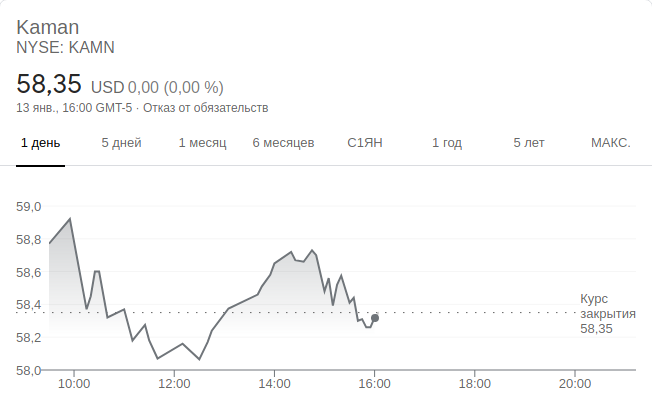 Kaman
NYSE: KAMN
58,35 USD 0,00 (0,00 %)
13 янв., 16:00 GMT-5 · Отказ от обязательств
1 день 5 дней 1 месяц 6 месяцев С1ЯН 1 год 5 лет МАКС.
59,0
58,8
58,6
58,4
58,2
58,0
Курс
закрытия
58,35
10:00 12:00 14:00 16:00 18:00 20:00